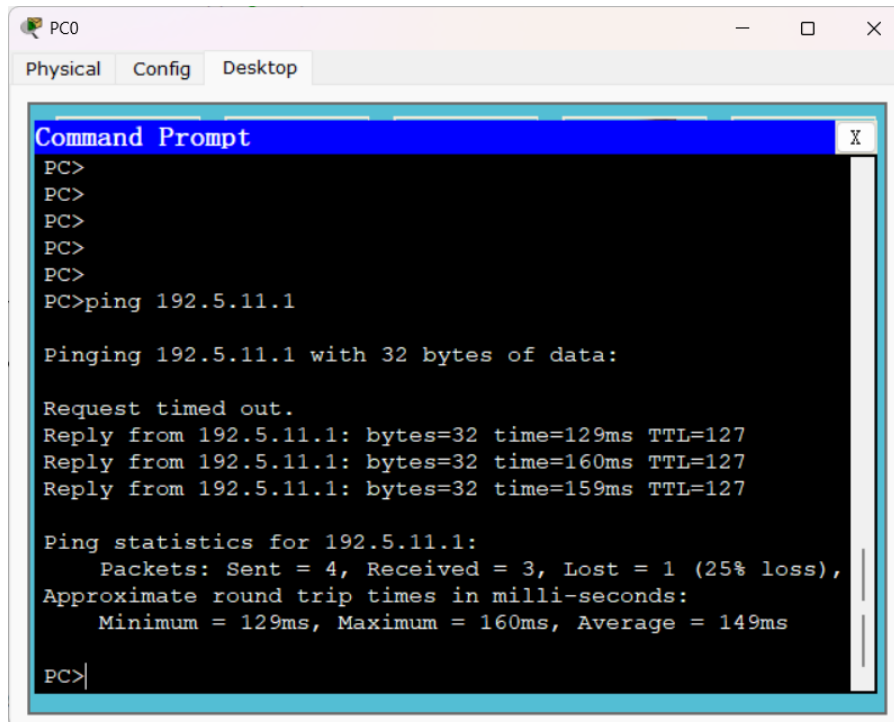 PC0
Physical Config Desktop
Command Prompt X
PC>
PC>
PC>
PC>
PC>
PC>ping 192.5.11.1
Pinging 192.5.11.1 with 32 bytes of data:
Request timed out.
Reply from 192.5.11.1: bytes=32 time=129ms TTL=127
Reply from 192.5.11.1: bytes=32 time=160ms TTL=127
Reply from 192.5.11.1: bytes=32 time=159ms TTL=127
Ping statistics for 192.5.11.1:
Packets: Sent = 4, Received = 3, Lost = 1 (25% loss),
Approximate round trip times in milli-seconds:
Minimum = 129ms, Maximum = 160ms, Average = 149ms
PC>